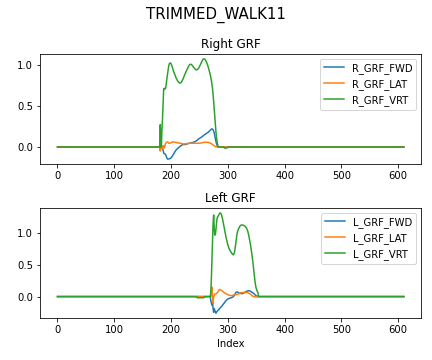 TRIMMED_WALK11
Right GRF
R_GRF_FWD
R_GRF_LAT
R_GRF_VRT
1.0
0.5
0.0
0 100 200 300 400 500 600
Left GRF
L_GRF_FWD
L_GRF_LAT
L_GRF_VRT
1.0
0.5
0.0
0 100 200 300 400 500 600
Index